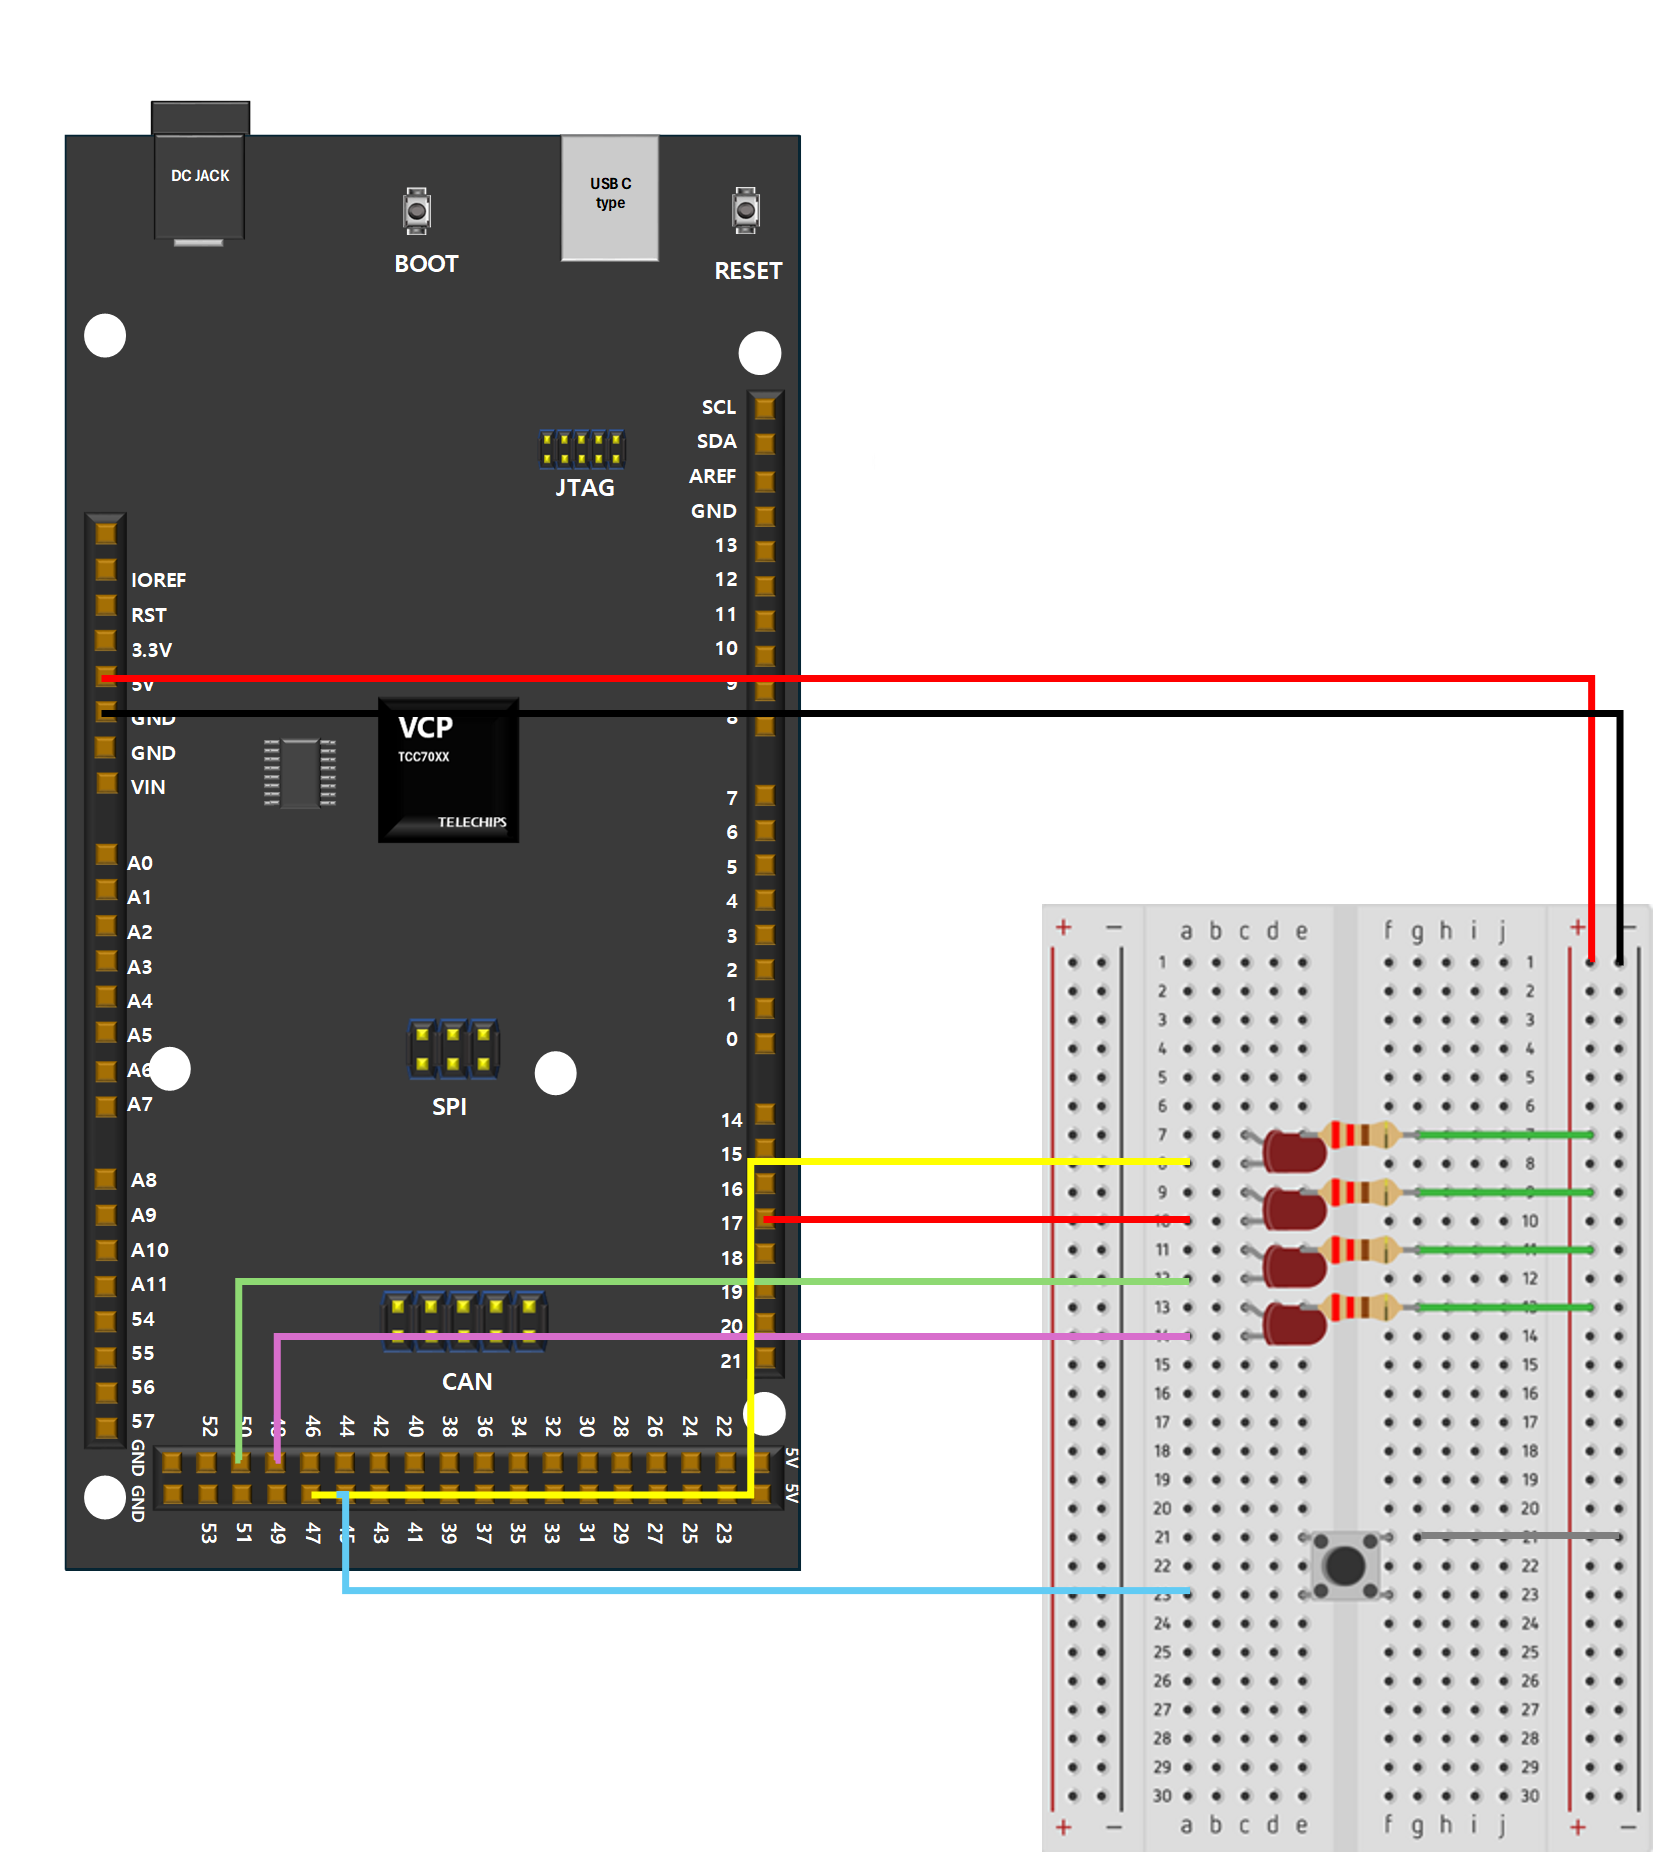 DC JACK
USB C
type
BOOT
RESET
JTAG
SCL
SDA
AREF
GND
13
12
11
10
9
8
7
6
5
4
3
2
1
0
14
15
16
17
18
19
20
21
IOREF
RST
3.3V
5V
GND
GND
VIN
A0
A1
A2
A3
A4
A5
A6
A7
A8
A9
A10
A11
54
55
56
57
GND
GND
VCP
TCC70XX
TELECHIPS
SPI
CAN
52 50 48 46 44 42 40 38 36 34 32 30 28 26 24 22
5V
5V
53 51 49 47 45 43 41 39 37 35 33 31 29 27 25 23
+ − a b c d e f g h i j + −
1 1
2 2
3 3
4 4
5 5
6 6
7 7
8 8
9 9
10 10
11 11
12 12
13 13
14 14
15 15
16 16
17 17
18 18
19 19
20 20
21 21
22 22
23 23
24 24
25 25
26 26
27 27
28 28
29 29
30 30
+ − a b c d e f g h i j + −